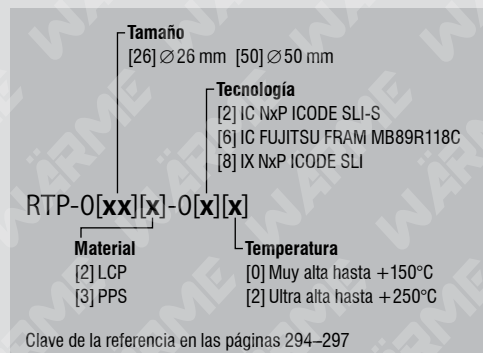 Tamaño
[26] ∅ 26 mm [50] ∅ 50 mm
Tecnología
[2] IC NxP ICODE SLI-S
[6] IC FUJITSU FRAM MB89R118C
[8] IX NxP ICODE SLI
RTP-0[xx][x]-0[x][x]
Material
[2] LCP
[3] PPS
Temperatura
[0] Muy alta hasta +150°C
[2] Ultra alta hasta +250°C
Clave de la referencia en las páginas 294–297
WÄRME